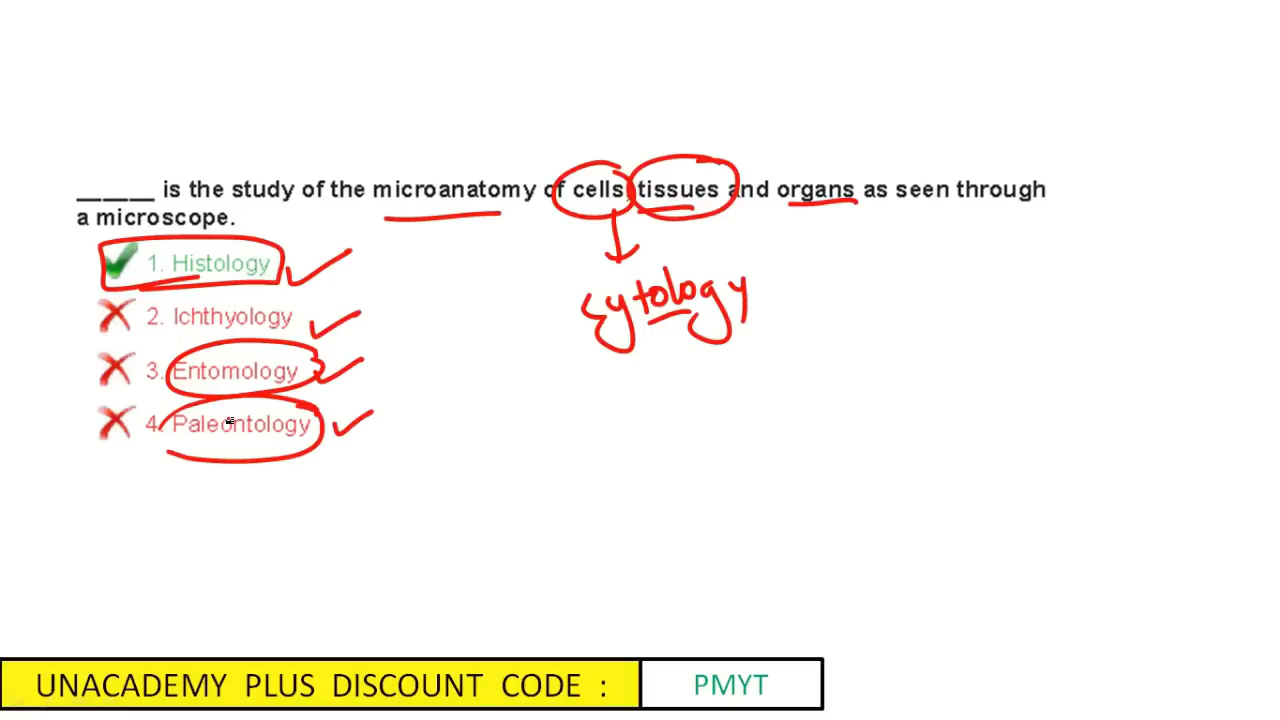 ______ is the study of the microanatomy of cells, tissues and organs as seen through
a microscope.
1. Histology
2. Ichthyology
3. Entomology
4. Paleontology
Cytology
UNACADEMY PLUS DISCOUNT CODE : PMYT